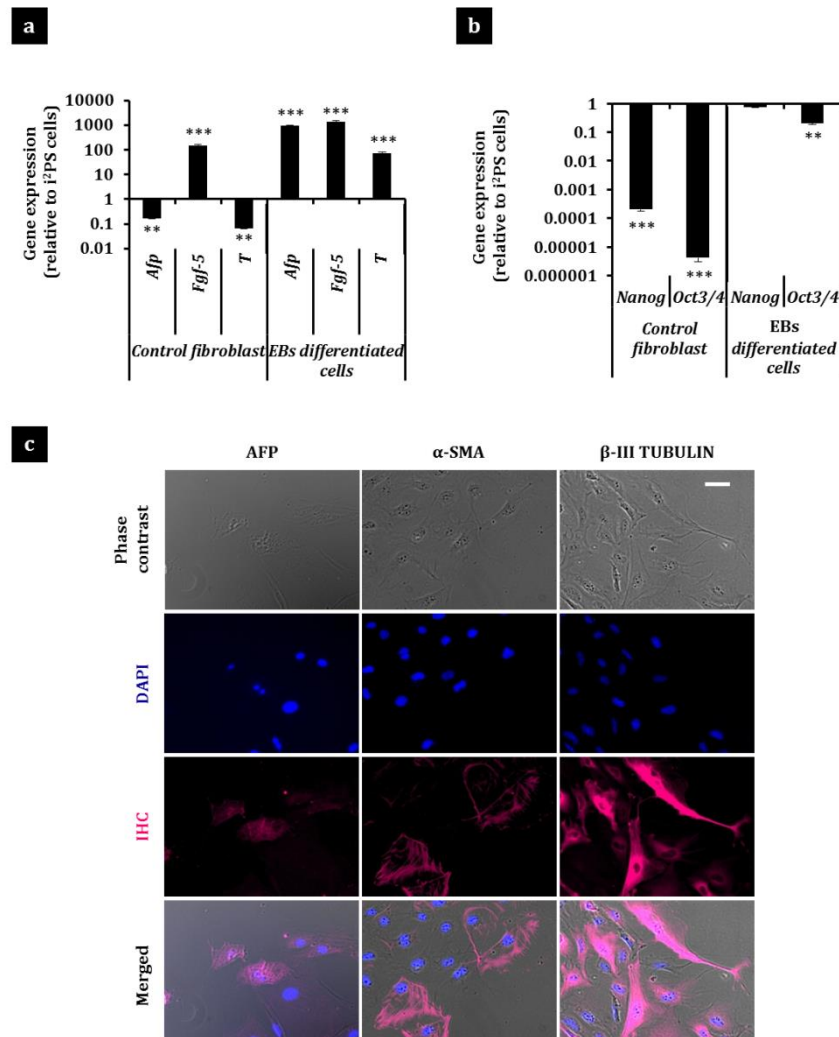 a
Gene expression
(relative to i²PS cells)
10000
1000
100
10
1
0.1
0.01
***
**
**
***
***
***
Afp
Fgf-5
T
Afp
Fgf-5
T
Control fibroblast
EBs differentiated
cells
b
Gene expression
(relative to i²PS cells)
1
0.1
0.01
0.001
0.0001
0.00001
0.000001
***
***
**
Nanog Oct3/4 Nanog Oct3/4
Control
fibroblast
EBs
differentiated
cells
c
AFP
α-SMA
β-III TUBULIN
Phase
contrast
DAPI
IHC
Merged